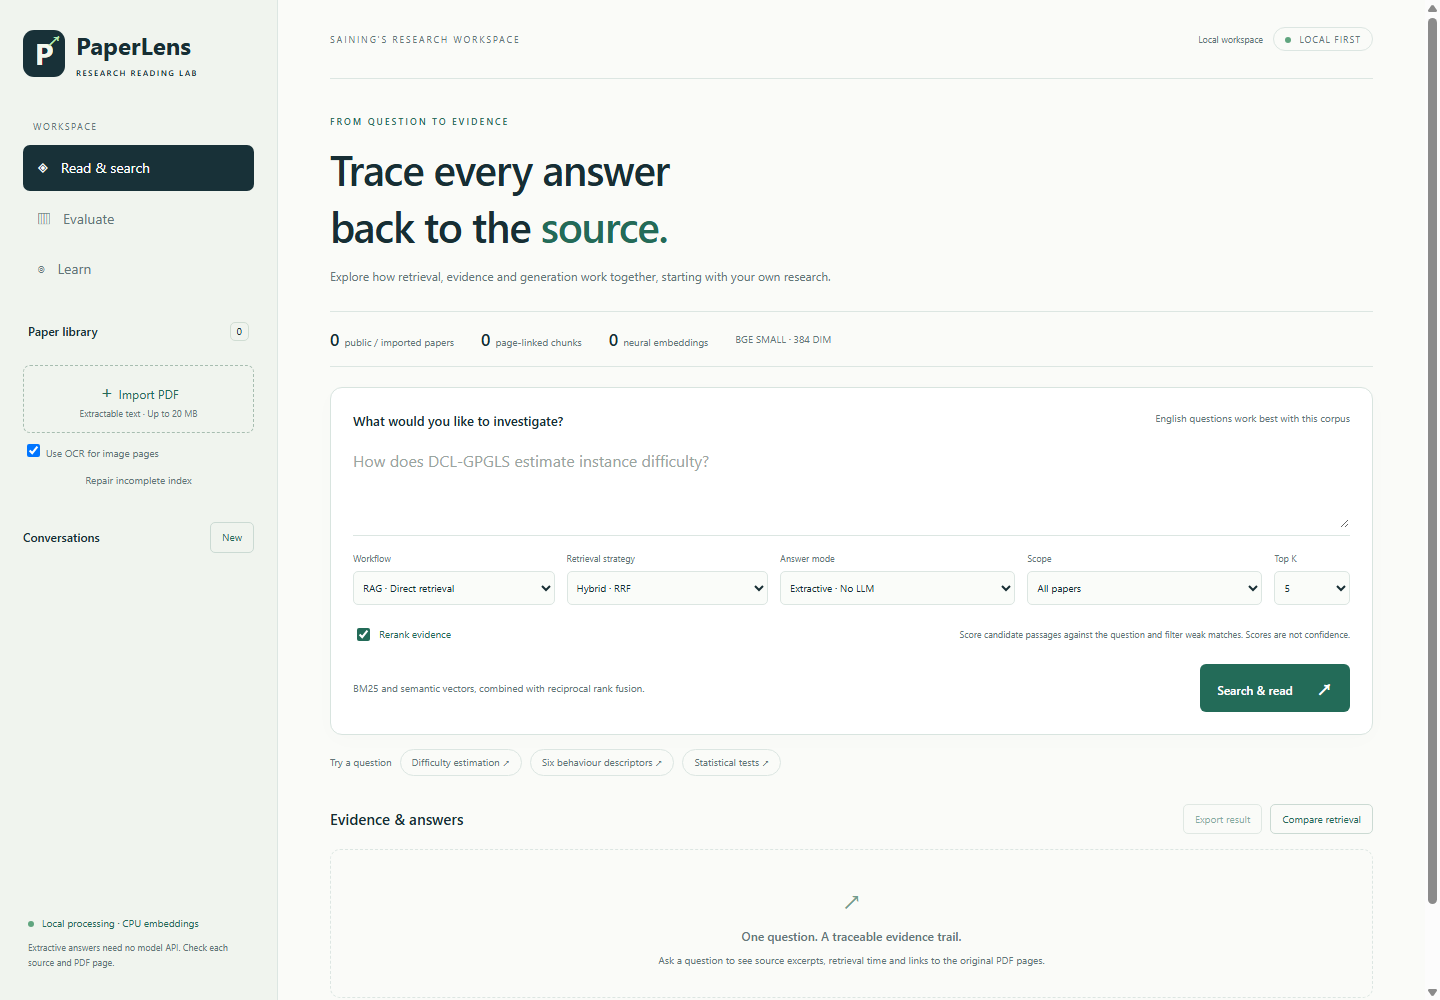 P
PaperLens
RESEARCH READING LAB
WORKSPACE
Read & search
Evaluate
Learn
Paper library
0
+ Import PDF
Extractable text · Up to 20 MB
Use OCR for image pages
Repair incomplete index
Conversations
New
Local processing · CPU embeddings
Extractive answers need no model API. Check each
source and PDF page.
SAINING'S RESEARCH WORKSPACE
Local workspace
LOCAL FIRST
FROM QUESTION TO EVIDENCE
Trace every answer
back to the source.
Explore how retrieval, evidence and generation work together, starting with your own research.
0 public / imported papers
0 page-linked chunks
0 neural embeddings
BGE SMALL · 384 DIM
What would you like to investigate?
English questions work best with this corpus
How does DCL-GPGLS estimate instance difficulty?
Workflow
Retrieval strategy
Answer mode
Scope
Top K
RAG · Direct retrieval
Hybrid · RRF
Extractive · No LLM
All papers
5
Rerank evidence
Score candidate passages against the question and filter weak matches. Scores are not confidence.
BM25 and semantic vectors, combined with reciprocal rank fusion.
Search & read ↗
Try a question
Difficulty estimation ↗
Six behaviour descriptors ↗
Statistical tests ↗
Evidence & answers
Export result
Compare retrieval
↗
One question. A traceable evidence trail.
Ask a question to see source excerpts, retrieval time and links to the original PDF pages.